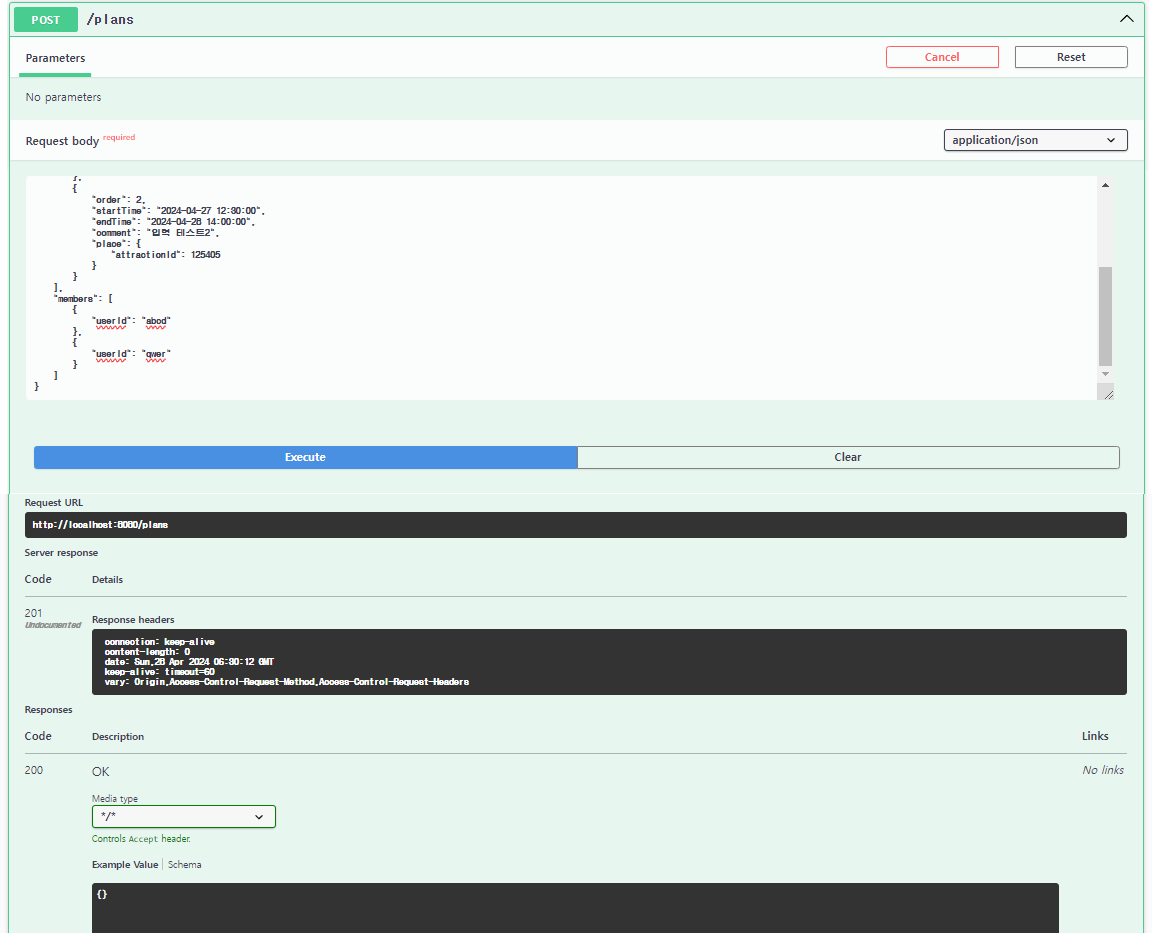 POST /plans
Parameters
Cancel
Reset
No parameters
Request body required
application/json
},
{
"order": 2,
"startTime": "2024-04-27 12:30:00",
"endTime": "2024-04-28 14:00:00",
"comment": "입력 테스트2",
"place": {
"attractionId": 125405
}
}
],
"members": [
{
"userId": "abcd"
},
{
"userId": "qwer"
}
]
}
Execute
Clear
Request URL
http://localhost:8080/plans
Server response
Code Details
201
Undocumented
Response headers
connection: keep-alive
content-length: 0
date: Sun,28 Apr 2024 06:30:12 GMT
keep-alive: timeout=60
vary: Origin,Access-Control-Request-Method,Access-Control-Request-Headers
Responses
Code Description Links
200 OK No links
Media type
*/*
Controls Accept header.
Example Value Schema
{}